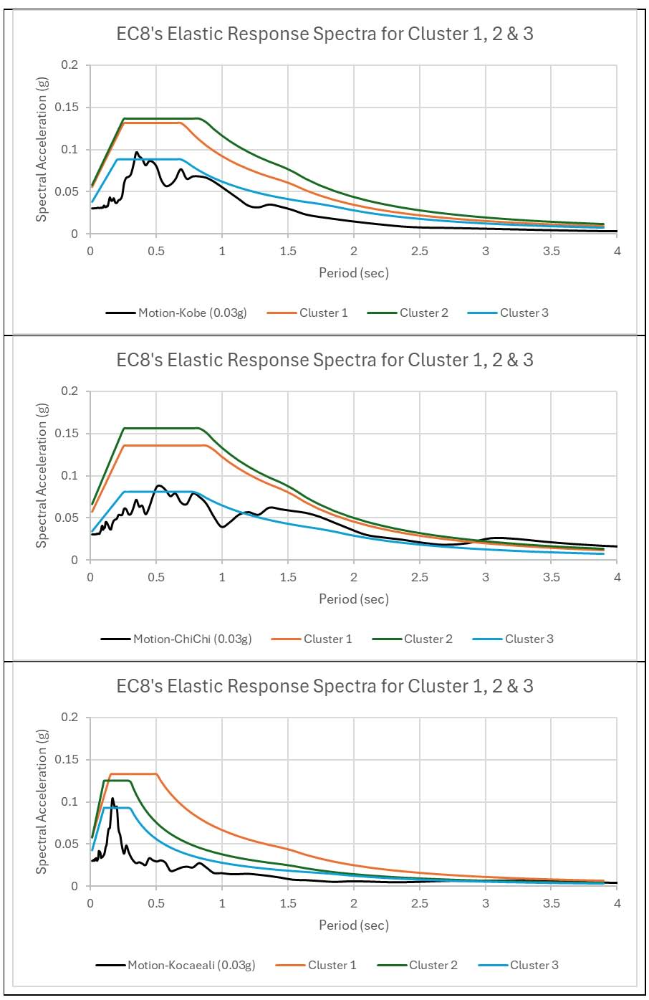 EC8's Elastic Response Spectra for Cluster 1, 2 & 3
Spectral Acceleration (g)
0.2
0.15
0.1
0.05
0
0 0.5 1 1.5 2 2.5 3 3.5 4
Period (sec)
Motion-Kobe (0.03g) Cluster 1 Cluster 2 Cluster 3
EC8's Elastic Response Spectra for Cluster 1, 2 & 3
Spectral Acceleration (g)
0.2
0.15
0.1
0.05
0
0 0.5 1 1.5 2 2.5 3 3.5 4
Period (sec)
Motion-ChiChi (0.03g) Cluster 1 Cluster 2 Cluster 3
EC8's Elastic Response Spectra for Cluster 1, 2 & 3
Spectral Acceleration (g)
0.2
0.15
0.1
0.05
0
0 0.5 1 1.5 2 2.5 3 3.5 4
Period (sec)
Motion-Kocaeali (0.03g) Cluster 1 Cluster 2 Cluster 3